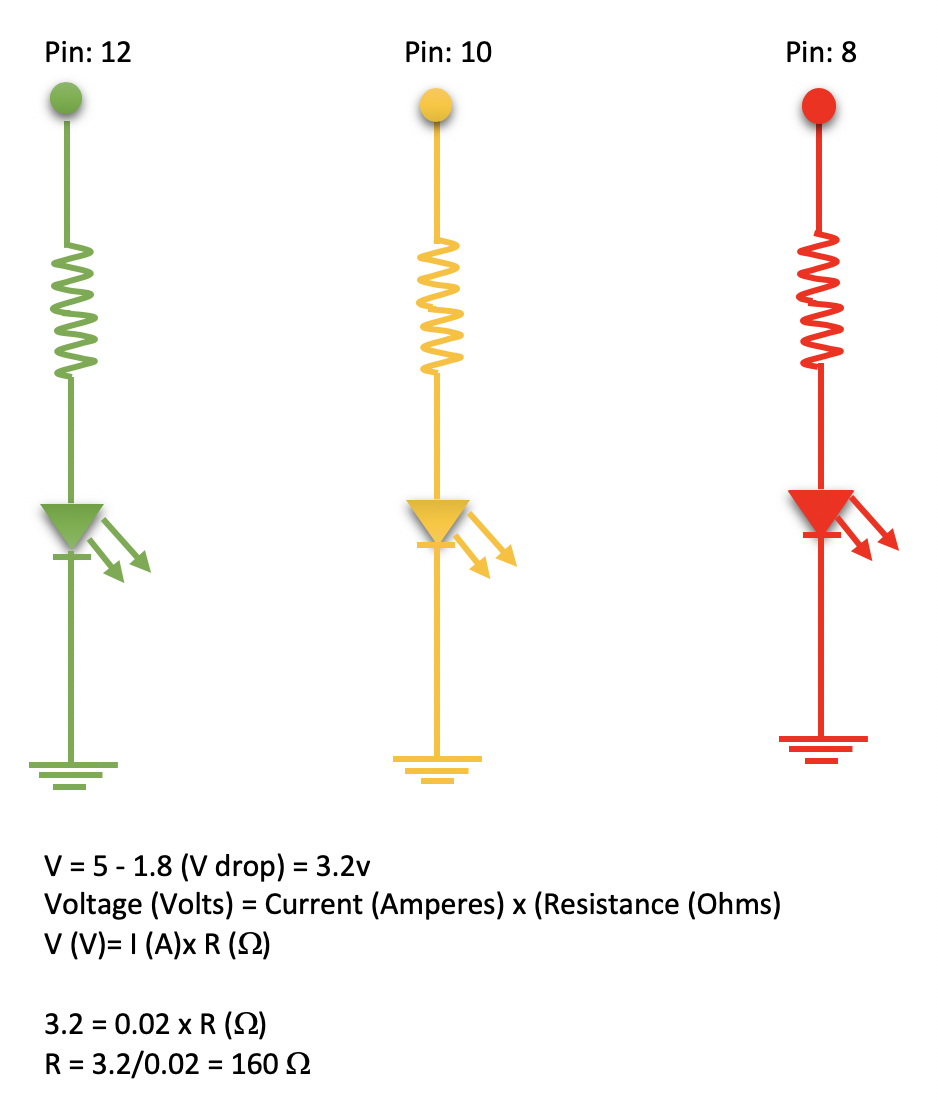 Pin: 12 Pin: 10 Pin: 8
V = 5 - 1.8 (V drop) = 3.2v
Voltage (Volts) = Current (Amperes) x (Resistance (Ohms)
V (V)= I (A)x R (Ω)
3.2 = 0.02 x R (Ω)
R = 3.2/0.02 = 160 Ω